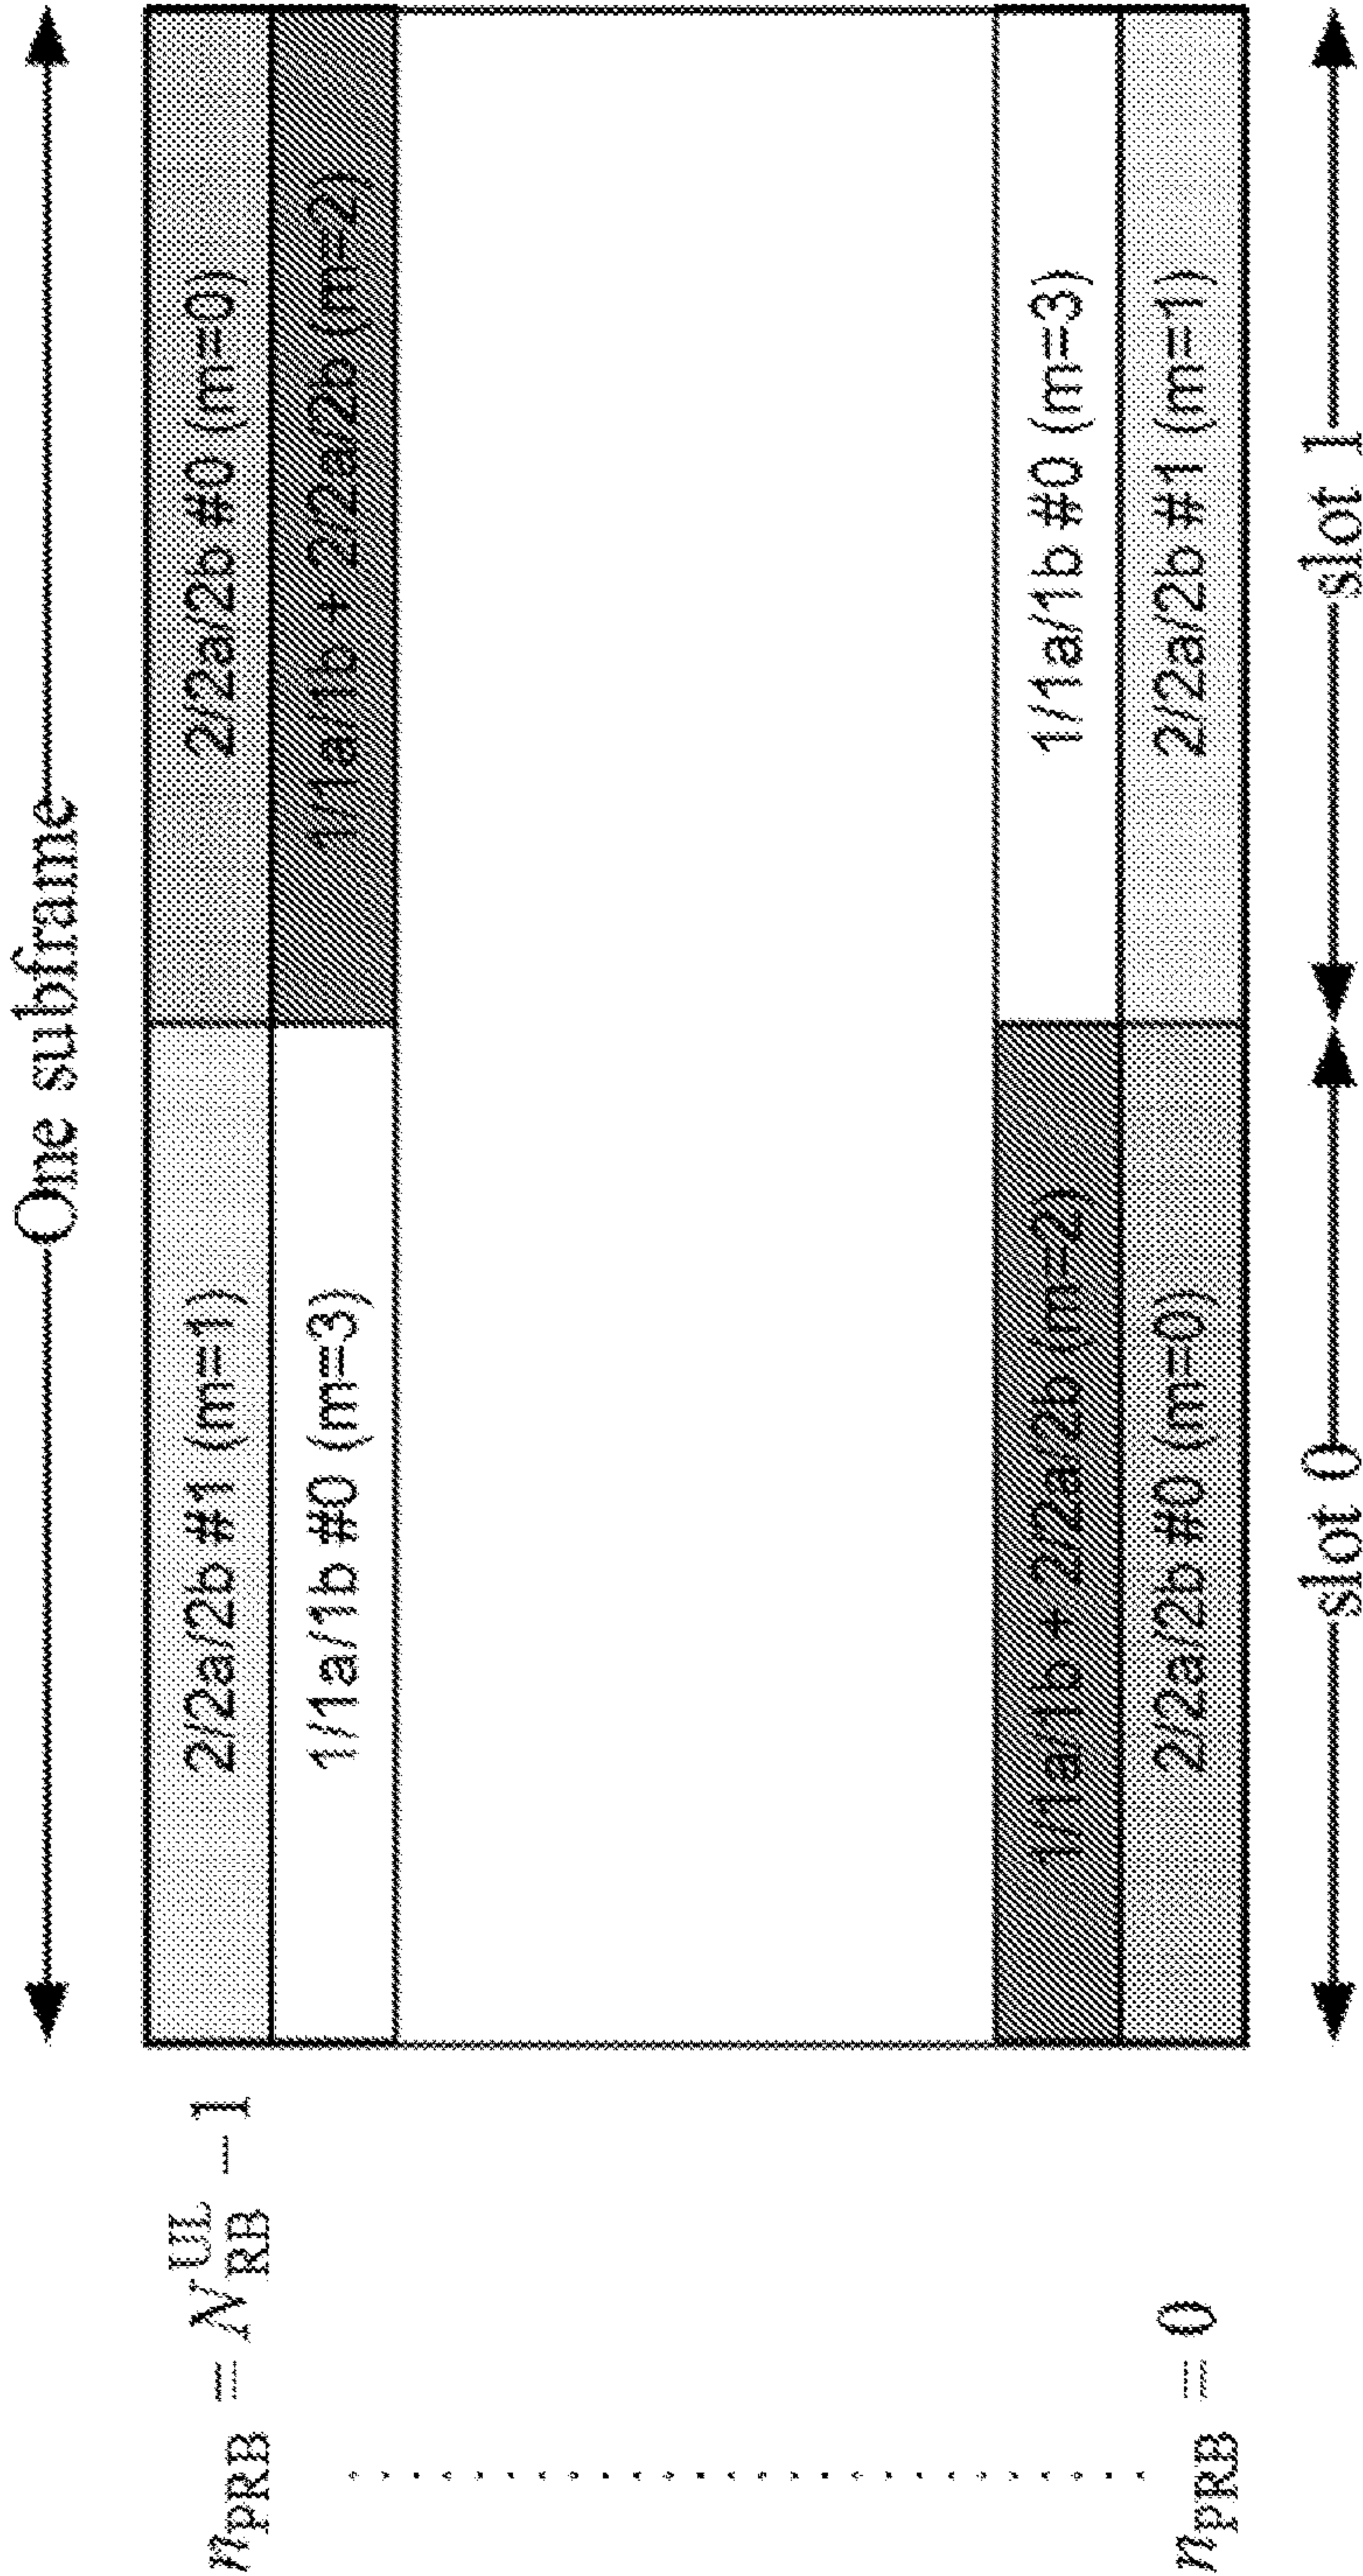 One subframe
n_PRB = N_RB^UL − 1
2/2a/2b #1 (m=1)
2/2a/2b #0 (m=0)
1/1a/1b #0 (m=3)
1/1a/1b + 2/2a/2b (m=2)
1/1a/1b + 2/2a/2b (m=2)
1/1a/1b #0 (m=3)
n_PRB = 0
2/2a/2b #0 (m=0)
2/2a/2b #1 (m=1)
slot 0
slot 1